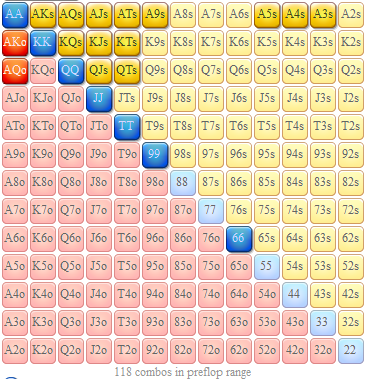 AA AKs AQs AJs ATs A9s A8s A7s A6s A5s A4s A3s A2s
AKo KK KQs KJs KTs K9s K8s K7s K6s K5s K4s K3s K2s
AQo KQo QQ QJs QTs Q9s Q8s Q7s Q6s Q5s Q4s Q3s Q2s
AJo KJo QJo JJ JTs J9s J8s J7s J6s J5s J4s J3s J2s
ATo KTo QTo JTo TT T9s T8s T7s T6s T5s T4s T3s T2s
A9o K9o Q9o J9o T9o 99 98s 97s 96s 95s 94s 93s 92s
A8o K8o Q8o J8o T8o 98o 88 87s 86s 85s 84s 83s 82s
A7o K7o Q7o J7o T7o 97o 87o 77 76s 75s 74s 73s 72s
A6o K6o Q6o J6o T6o 96o 86o 76o 66 65s 64s 63s 62s
A5o K5o Q5o J5o T5o 95o 85o 75o 65o 55 54s 53s 52s
A4o K4o Q4o J4o T4o 94o 84o 74o 64o 54o 44 43s 42s
A3o K3o Q3o J3o T3o 93o 83o 73o 63o 53o 43o 33 32s
A2o K2o Q2o J2o T2o 92o 82o 72o 62o 52o 42o 32o 22
118 combos in preflop range